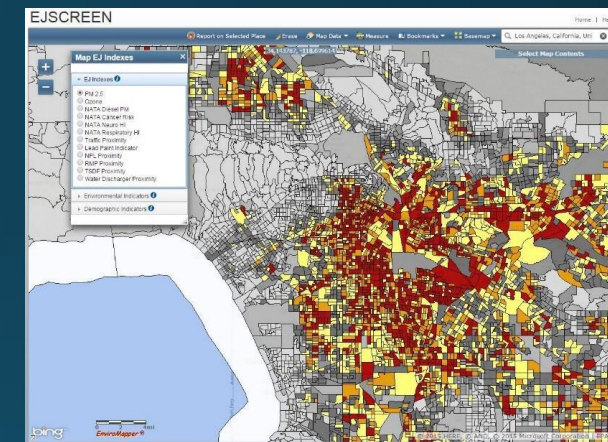 EJSCREEN
Home | He
Report on Selected Place Erase Map Data Measure Bookmarks Basemap Los Angeles, California, Uni
Select Map Contents
Map EJ Indexes
EJ Indexes
PM 2.5
Ozone
NATA Diesel PM
NATA Cancer Risk
NATA Neuro HI
NATA Respiratory HI
Traffic Proximity
Lead Paint Indicator
NPL Proximity
RMP Proximity
TSDF Proximity
Water Discharger Proximity
Environmental Indicators
Demographic Indicators
bing
EnviroMapper
Microsoft Corporation